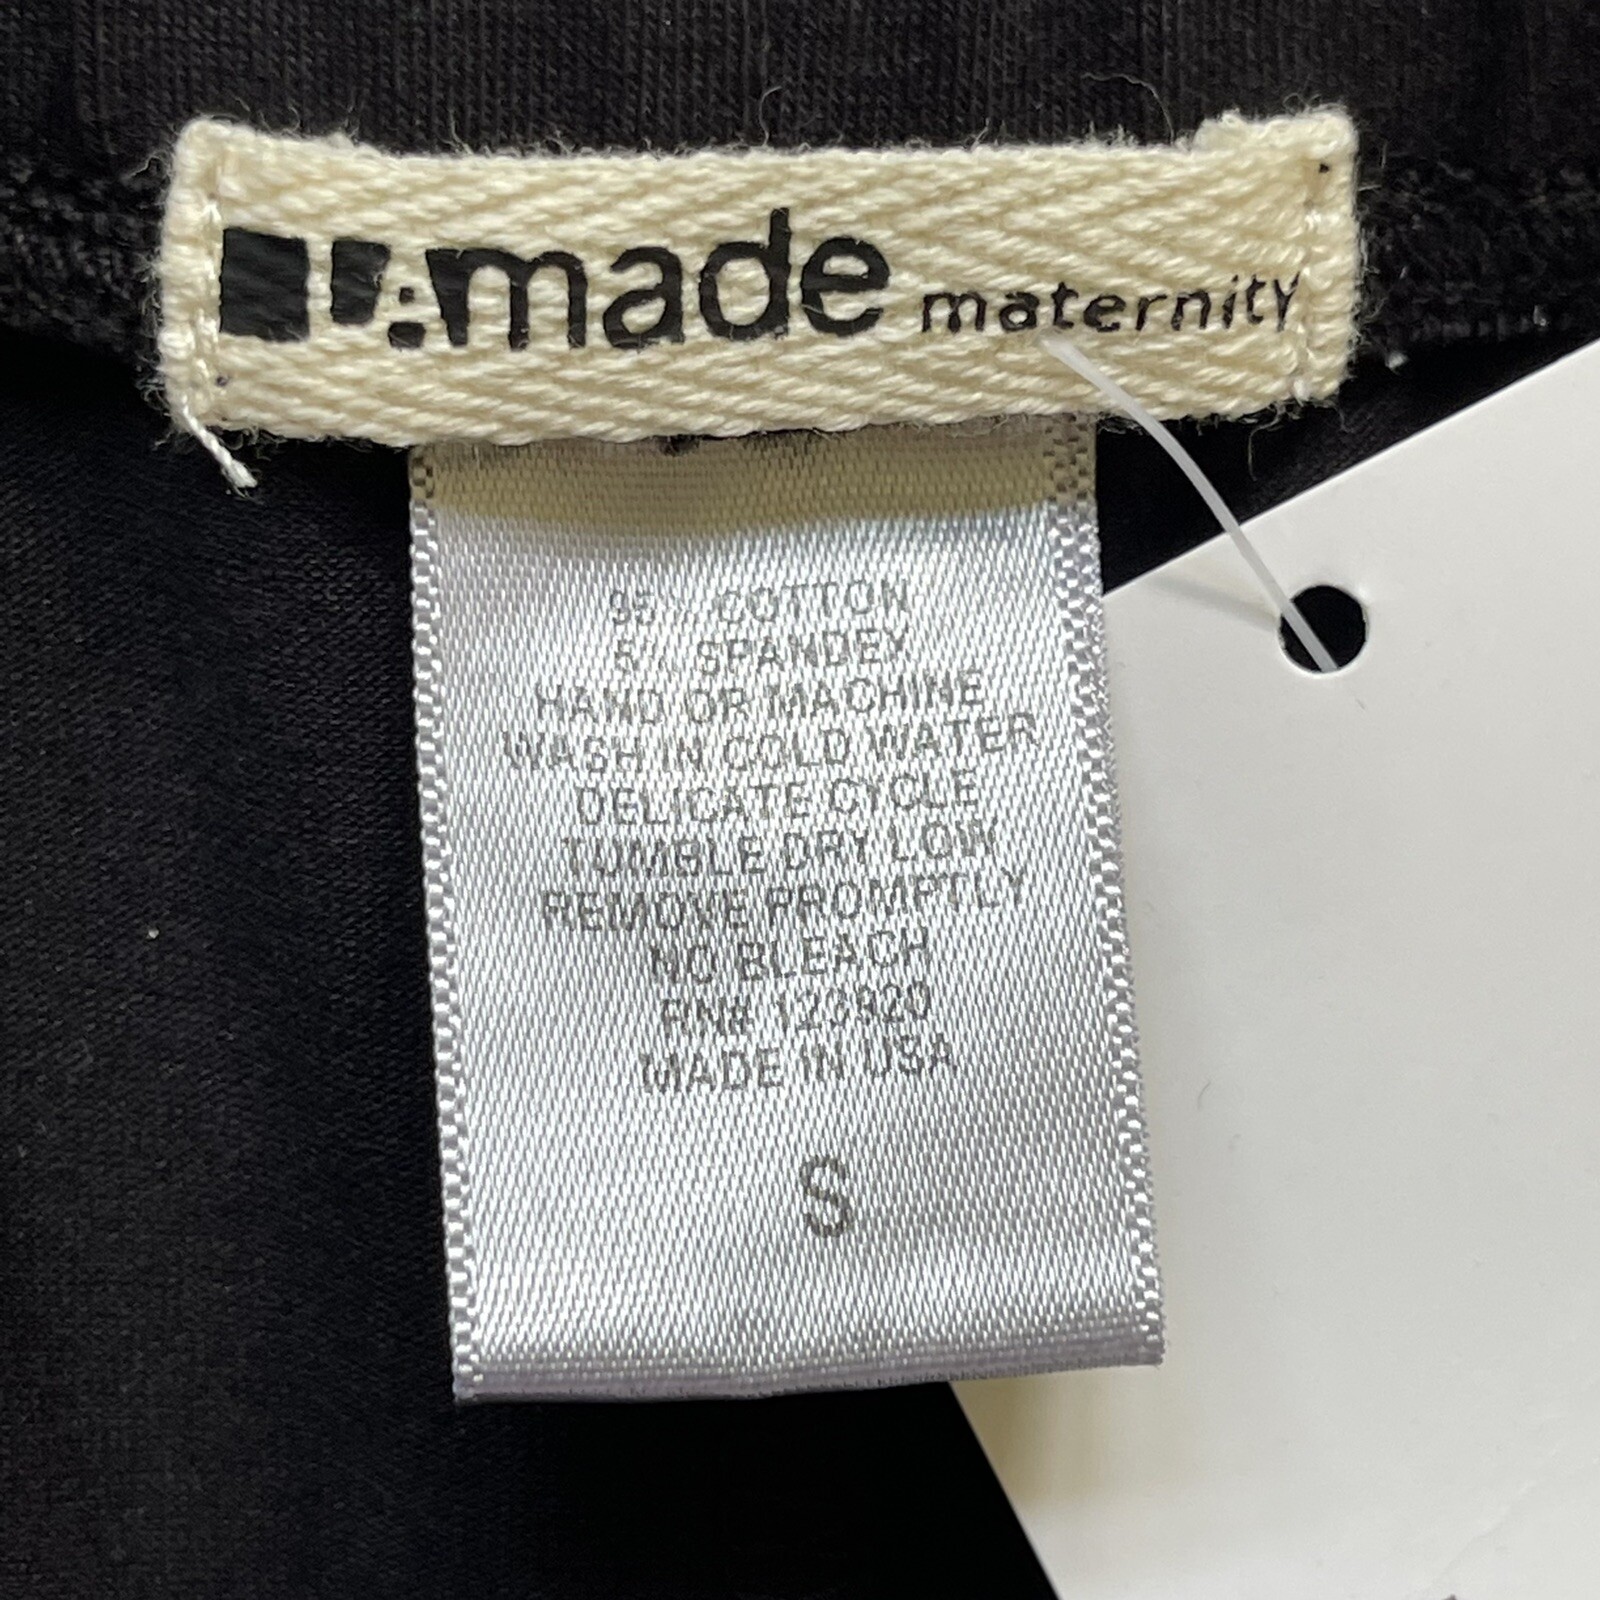 made maternity
95% COTTON
5% SPANDEX
HAND OR MACHINE
WASH IN COLD WATER
DELICATE CYCLE
TUMBLE DRY LOW
REMOVE PROMPTLY
NO BLEACH
RN# 123920
MADE IN USA
S